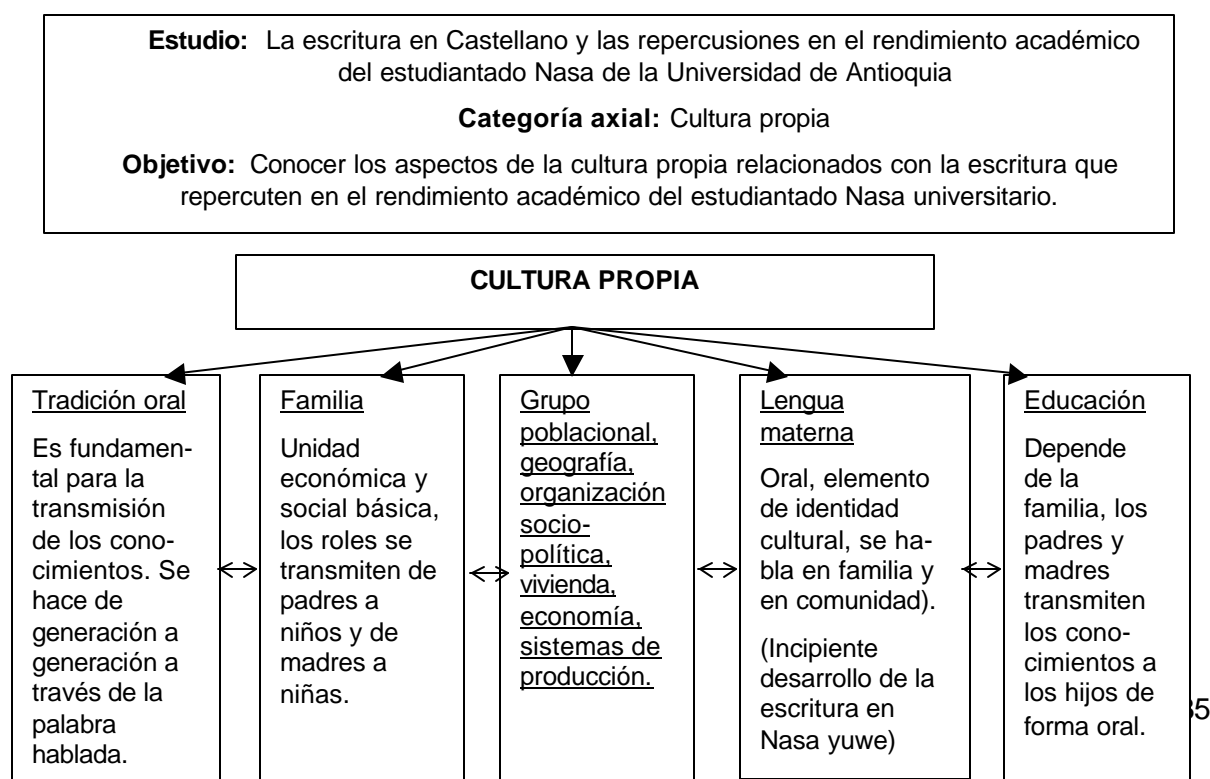 Estudio: La escritura en Castellano y las repercusiones en el rendimiento académico
del estudiantado Nasa de la Universidad de Antioquia
Categoría axial: Cultura propia
Objetivo: Conocer los aspectos de la cultura propia relacionados con la escritura que
repercuten en el rendimiento académico del estudiantado Nasa universitario.
CULTURA PROPIA
Tradición oral
Es fundamen-
tal para la
transmisión
de los cono-
cimientos. Se
hace de
generación a
generación a
través de la
palabra
hablada.
Familia
Unidad
económica y
social básica,
los roles se
transmiten de
padres a
niños y de
madres a
niñas.
Grupo
poblacional,
geografía,
organización
socio-
política,
vivienda,
economía,
sistemas de
producción.
Lengua
materna
Oral, elemento
de identidad
cultural, se ha-
bla en familia y
en comunidad).
(Incipiente
desarrollo de la
escritura en
Nasa yuwe)
Educación
Depende
de la
familia, los
padres y
madres
transmiten
los cono-
cimientos a
los hijos de
forma oral.